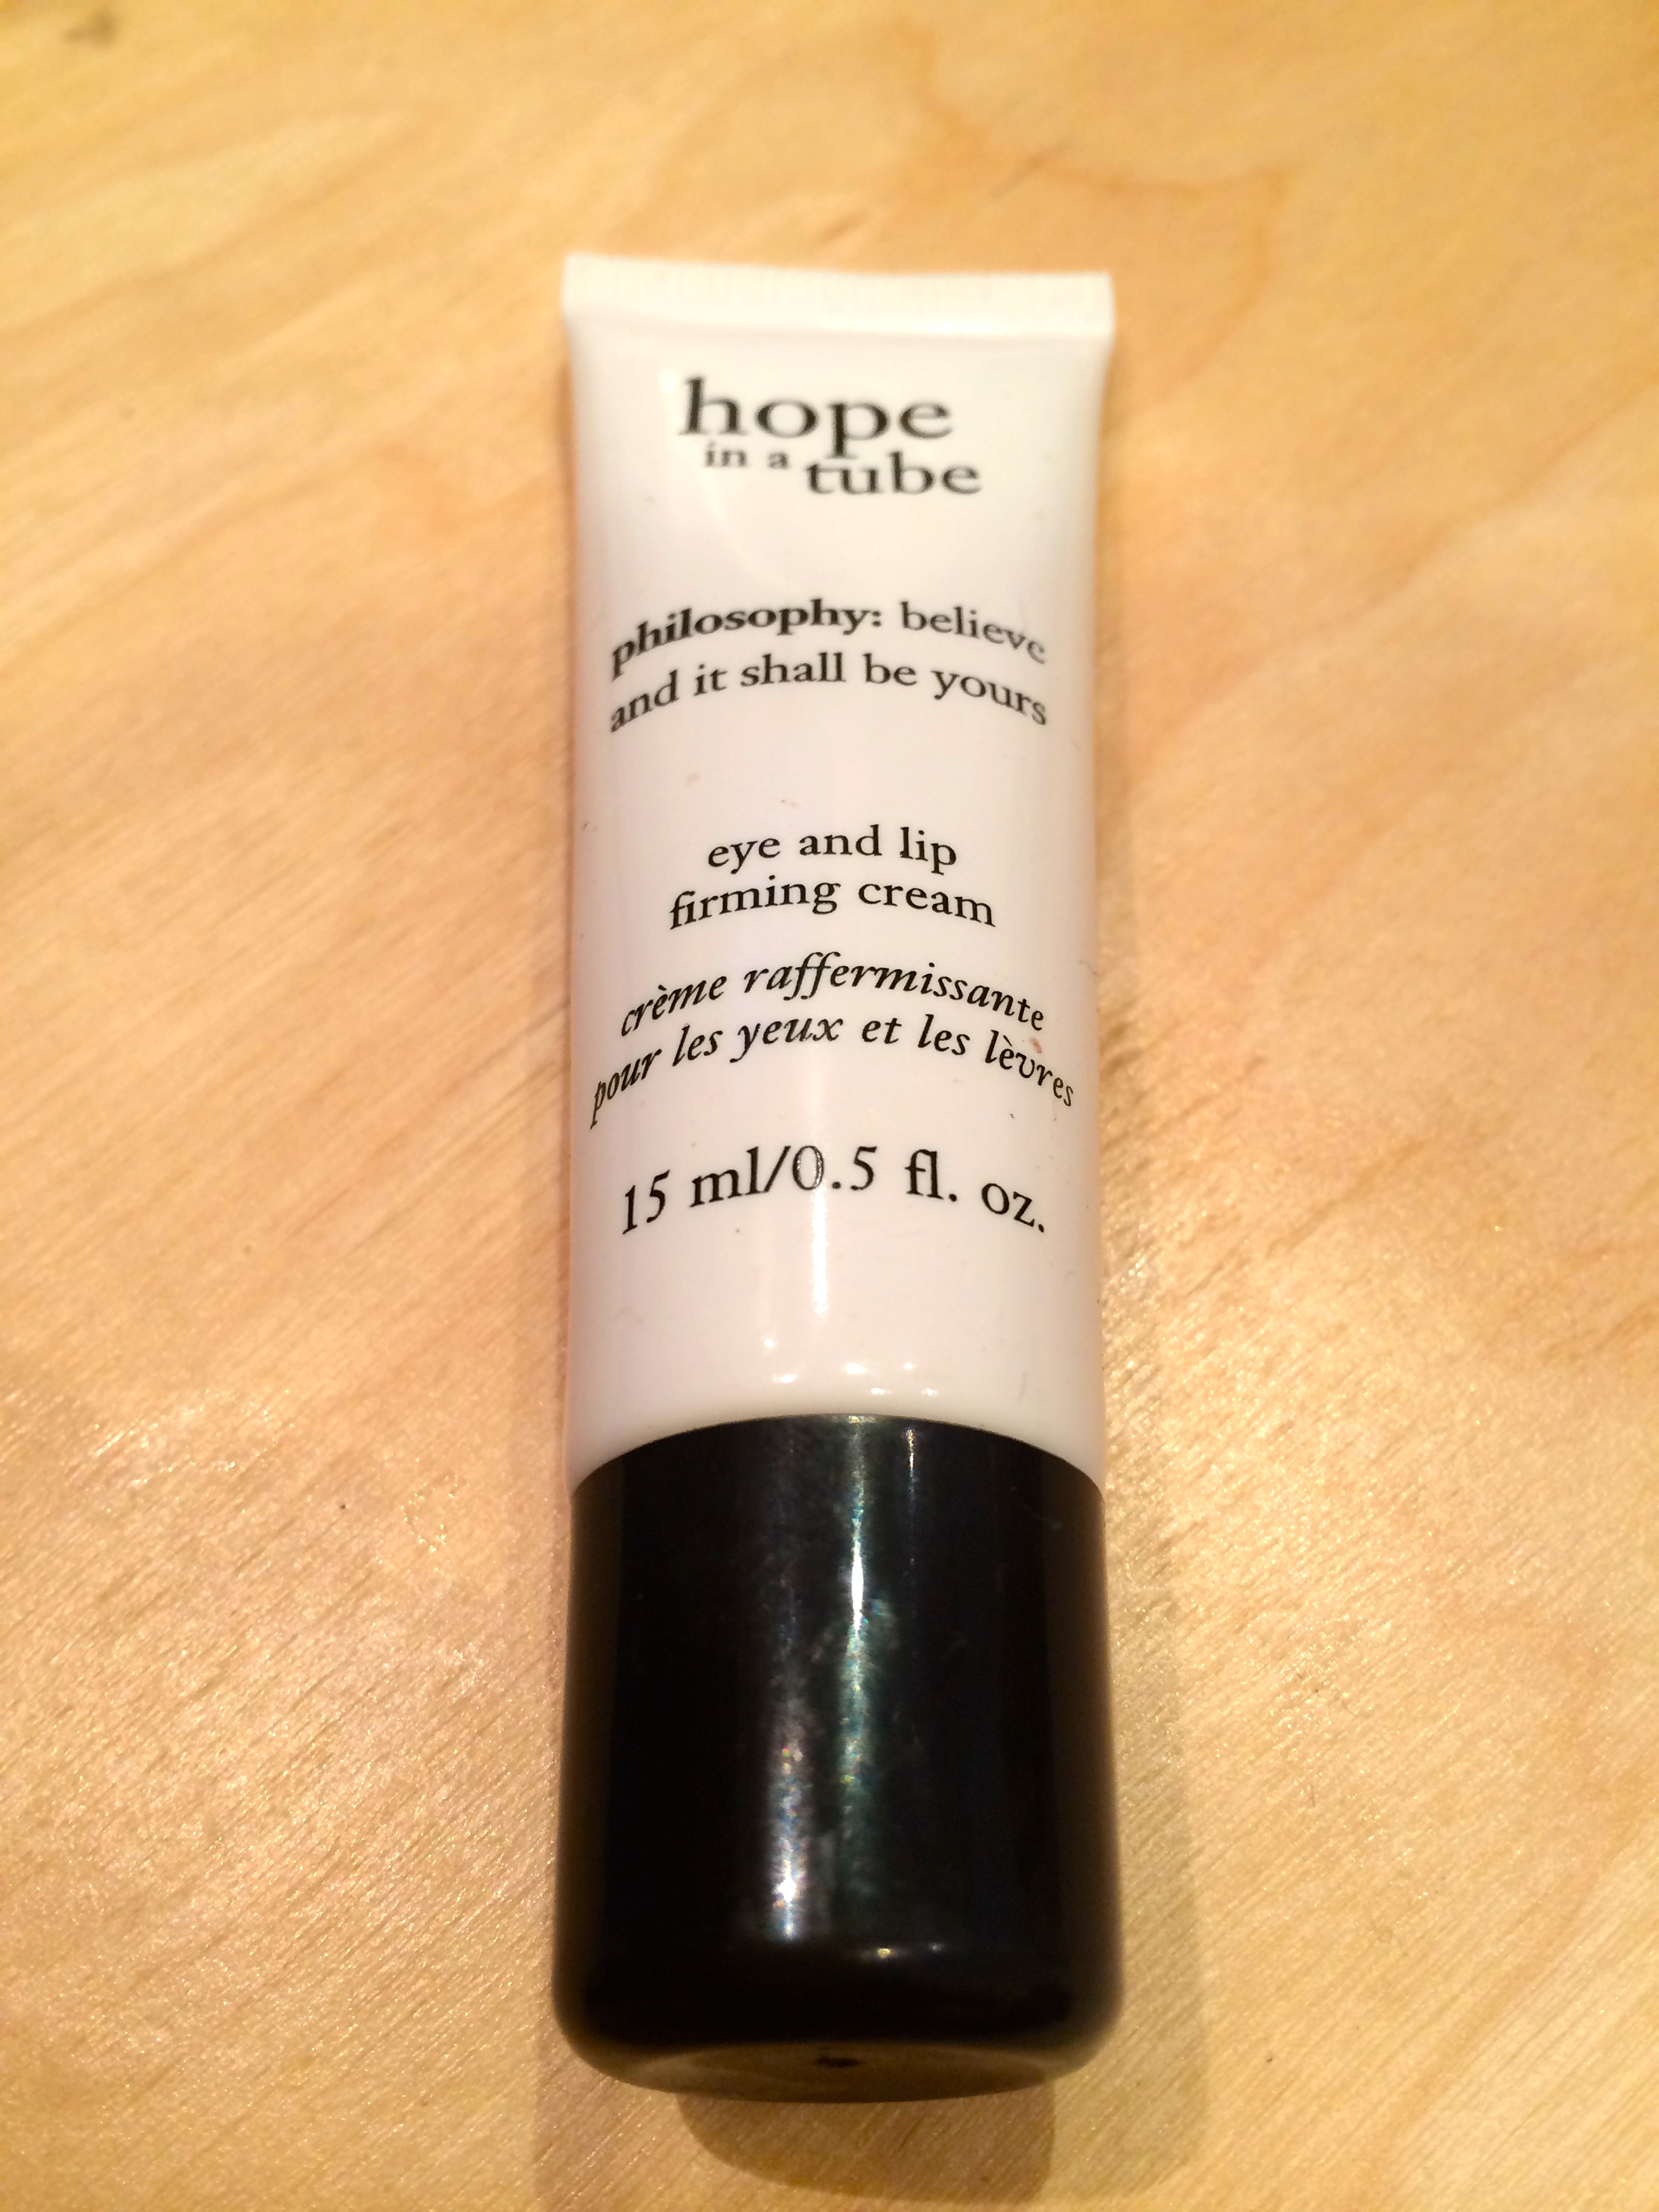 hope
in a tube
philosophy: believe
and it shall be yours
eye and lip
firming cream
crème raffermissante
pour les yeux et les lèvres
15 ml/0.5 fl. oz.